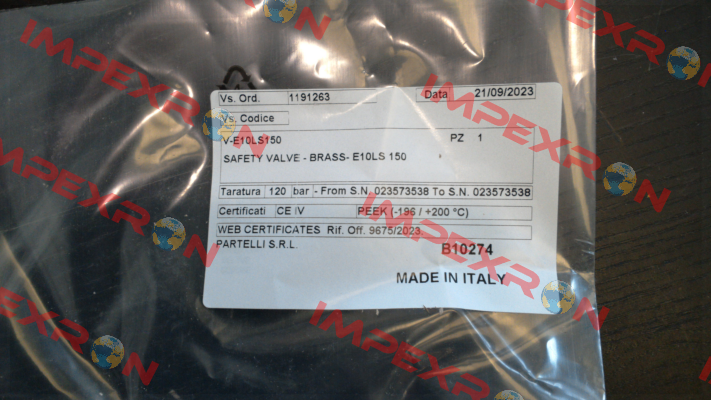 Vs. Ord. 1191263 Data 21/09/2023
Vs. Codice
V-E10LS150 PZ 1
SAFETY VALVE - BRASS- E10LS 150
Taratura 120 bar - From S.N. 023573538 To S.N. 023573538
Certificati CE IV PEEK (-196 / +200 °C)
WEB CERTIFICATES Rif. Off. 9675/2023.
PARTELLI S.R.L. B10274
MADE IN ITALY
IMPEXRON
IMPEXRON
IMPEXRON
IMPEXRON
IMPEXRON
IMPEXRON